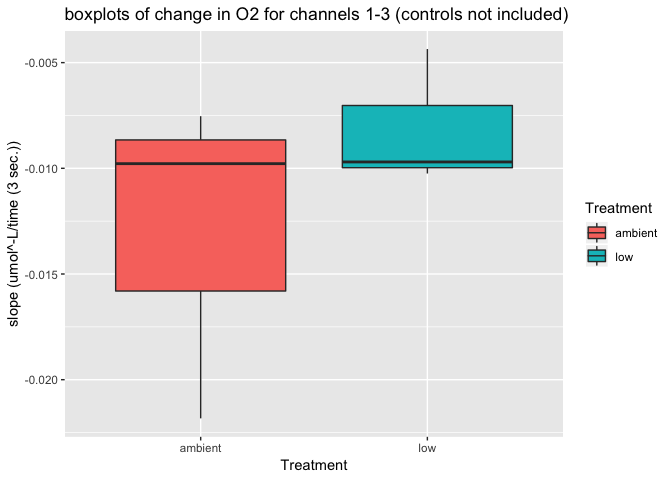 boxplots of change in O2 for channels 1-3 (controls not included)
slope (umol^-L/time (3 sec.))
-0.005
-0.010
-0.015
-0.020
ambient
low
Treatment
Treatment
ambient
low